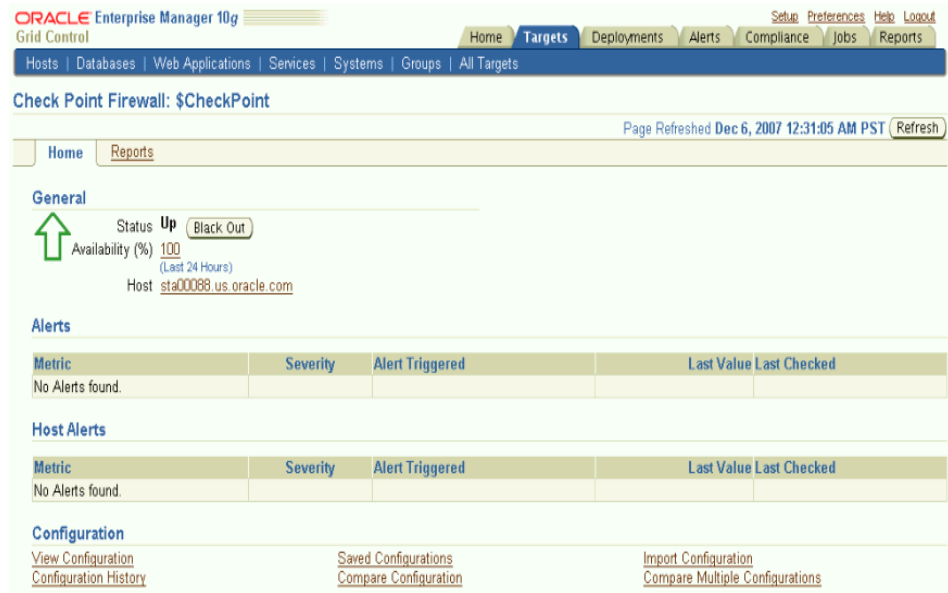 ORACLE Enterprise Manager 10g
Grid Control
Setup Preferences Help Logout
Home Targets Deployments Alerts Compliance Jobs Reports
Hosts | Databases | Web Applications | Services | Systems | Groups | All Targets
Check Point Firewall: $CheckPoint
Page Refreshed Dec 6, 2007 12:31:05 AM PST Refresh
Home Reports
General
Status Up Black Out
Availability (%) 100
(Last 24 Hours)
Host sta00088.us.oracle.com
Alerts
Metric Severity Alert Triggered Last Value Last Checked
No Alerts found.
Host Alerts
Metric Severity Alert Triggered Last Value Last Checked
No Alerts found.
Configuration
View Configuration Saved Configurations Import Configuration
Configuration History Compare Configuration Compare Multiple Configurations